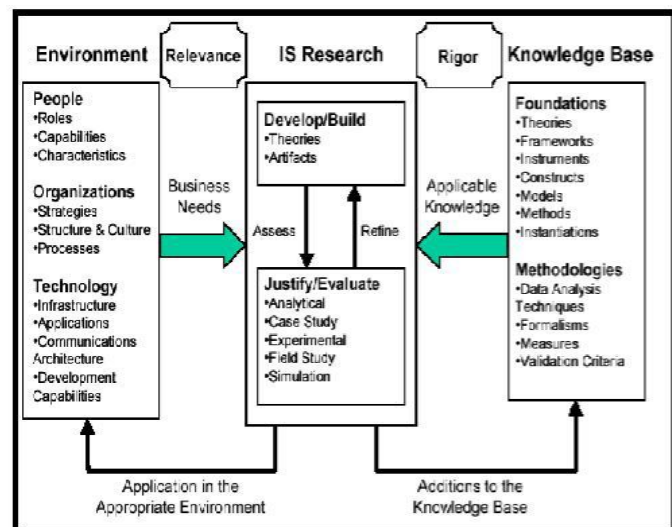 Environment
Relevance
IS Research
Rigor
Knowledge Base
People
•Roles
•Capabilities
•Characteristics
Organizations
•Strategies
•Structure & Culture
•Processes
Technology
•Infrastructure
•Applications
•Communications
Architecture
•Development
Capabilities
Business
Needs
Develop/Build
•Theories
•Artifacts
Assess
Refine
Justify/Evaluate
•Analytical
•Case Study
•Experimental
•Field Study
•Simulation
Applicable
Knowledge
Foundations
•Theories
•Frameworks
•Instruments
•Constructs
•Models
•Methods
•Instantiations
Methodologies
•Data Analysis
Techniques
•Formalisms
•Measures
•Validation Criteria
Application in the
Appropriate Environment
Additions to the
Knowledge Base